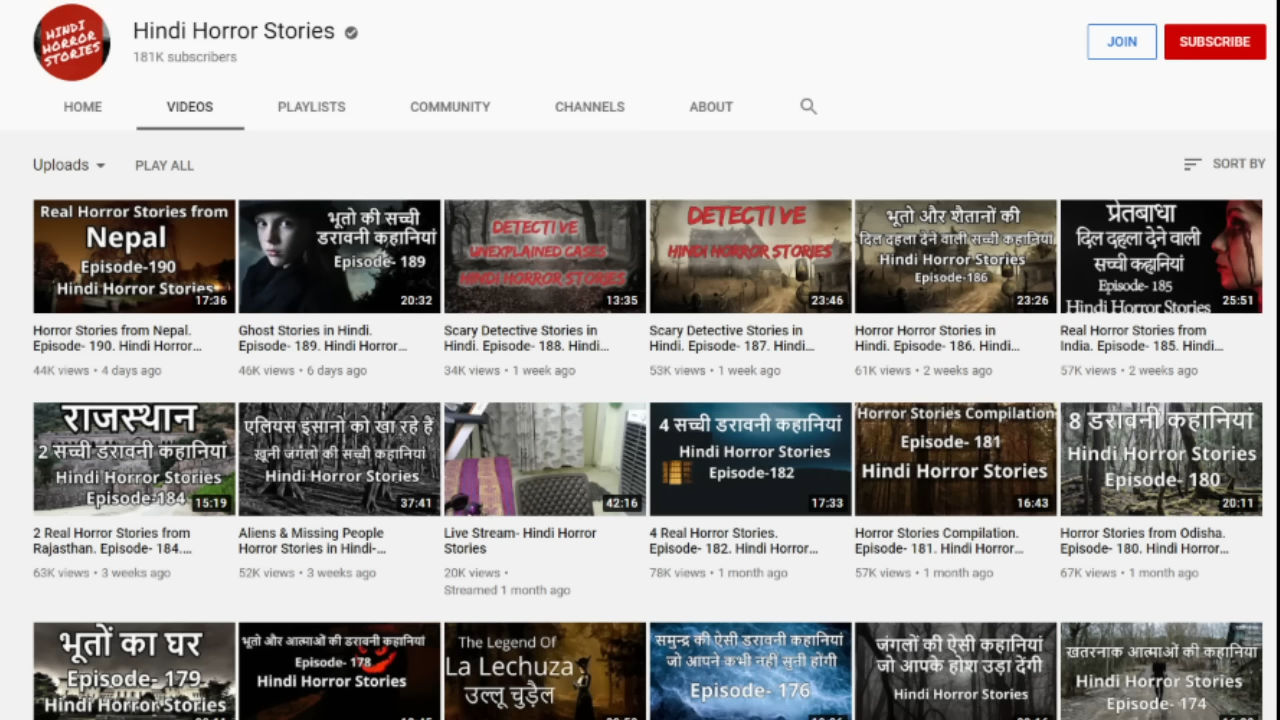 HINDI
HORROR
STORIES
Hindi Horror Stories
181K subscribers
JOIN
SUBSCRIBE
HOME
VIDEOS
PLAYLISTS
COMMUNITY
CHANNELS
ABOUT
Uploads
PLAY ALL
SORT BY
Real Horror Stories from
Nepal
Episode-190
Hindi Horror Stories
17:36
भूतो की सच्ची
डरावनी कहानियां
Episode- 189
20:32
DETECTIVE
UNEXPLAINED CASES
HINDI HORROR STORIES
13:35
DETECTIVE
HINDI HORROR STORIES
23:46
भूतो और शैतानों की
दिल दहला देने वाली सच्ची कहानियां
Hindi Horror Stories
Episode-186
23:26
प्रेतबाधा
दिल दहला देने वाली
सच्ची कहानियां
Episode- 185
Hindi Horror Stories
25:51
Horror Stories from Nepal.
Episode- 190. Hindi Horror...
44K views • 4 days ago
Ghost Stories in Hindi.
Episode- 189. Hindi Horror...
46K views • 6 days ago
Scary Detective Stories in
Hindi. Episode- 188. Hindi...
34K views • 1 week ago
Scary Detective Stories in
Hindi. Episode- 187. Hindi...
53K views • 1 week ago
Horror Horror Stories in
Hindi. Episode- 186. Hindi...
61K views • 2 weeks ago
Real Horror Stories from
India. Episode- 185. Hindi...
57K views • 2 weeks ago
राजस्थान
2 सच्ची डरावनी कहानियां
Hindi Horror Stories
Episode-184
15:19
एलियस इंसानो को खा रहे हैं
खूनी जंगलो की सच्ची कहानियां
Hindi Horror Stories
37:41
42:16
4 सच्ची डरावनी कहानियां
Hindi Horror Stories
Episode-182
17:33
Horror Stories Compilation
Episode- 181
Hindi Horror Stories
16:43
8 डरावनी कहानियां
Hindi Horror Stories
Episode- 180
20:11
2 Real Horror Stories from
Rajasthan. Episode- 184....
63K views • 3 weeks ago
Aliens & Missing People
Horror Stories in Hindi-...
52K views • 3 weeks ago
Live Stream- Hindi Horror
Stories
20K views •
Streamed 1 month ago
4 Real Horror Stories.
Episode- 182. Hindi Horror...
78K views • 1 month ago
Horror Stories Compilation.
Episode- 181. Hindi Horror...
57K views • 1 month ago
Horror Stories from Odisha.
Episode- 180. Hindi Horror...
67K views • 1 month ago
भूतों का घर
Episode- 179
Hindi Horror Stories
भूतो और आत्माओं की डरावनी कहानियां
Episode- 178
Hindi Horror Stories
The Legend Of
La Lechuza
उल्लू चुड़ैल
समुन्द्र की ऐसी डरावनी कहानियां
जो आपने कभी नही सुनी होंगी
Episode- 176
जंगलों की ऐसी कहानियां
जो आपके होश उड़ा देंगी
Hindi Horror Stories
खतरनाक आत्माओं की कहानियां
Hindi Horror Stories
Episode- 174